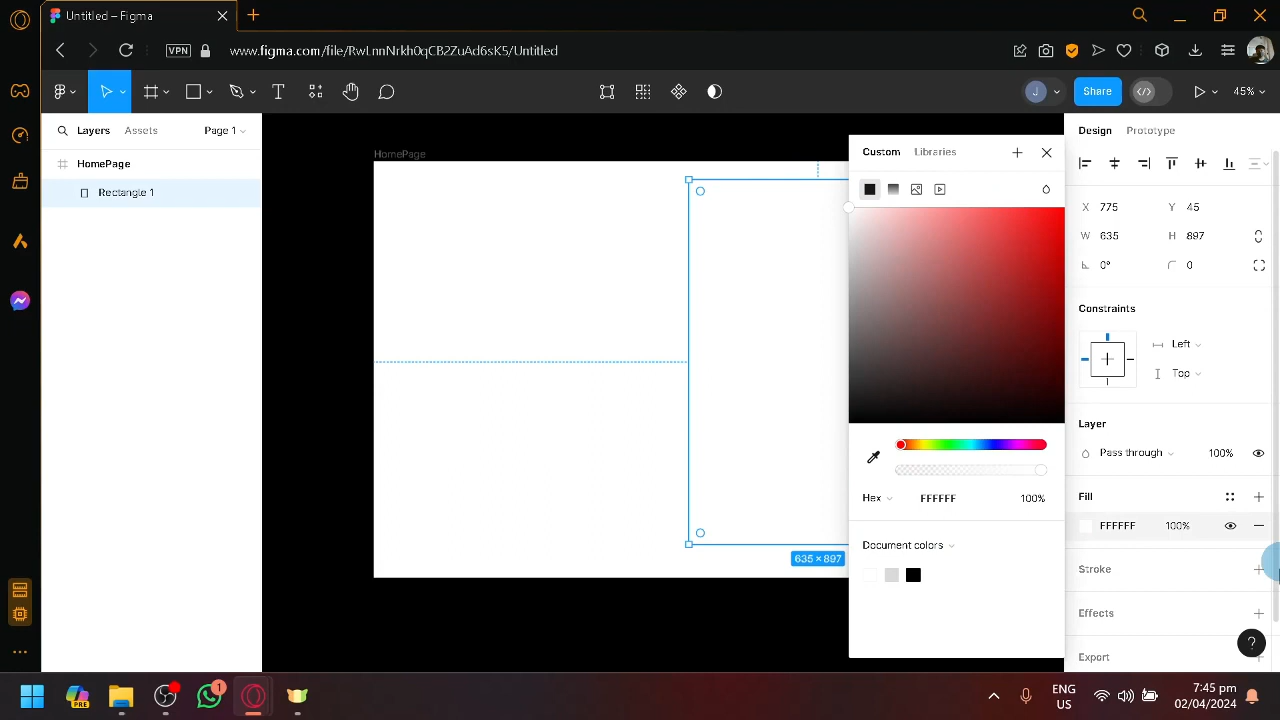 Untitled – Figma
VPN
www.figma.com/file/RwLnnNrkh0qCB2ZuAd6sK5/Untitled
J
Share
45%
Layers
Assets
Page 1
HomePage
Rectangle 1
HomePage
635 × 897
Custom
Libraries
Hex
FFFFFF
100%
Document colors
Design
Prototype
X 775
Y 45
W 635
H 897
0°
0
Constraints
Left
Top
Layer
Pass through
100%
Fill
FFFFFF
100%
Stroke
Effects
Export
?
PRE
1
ENG
US
7:45 pm
02/04/2024